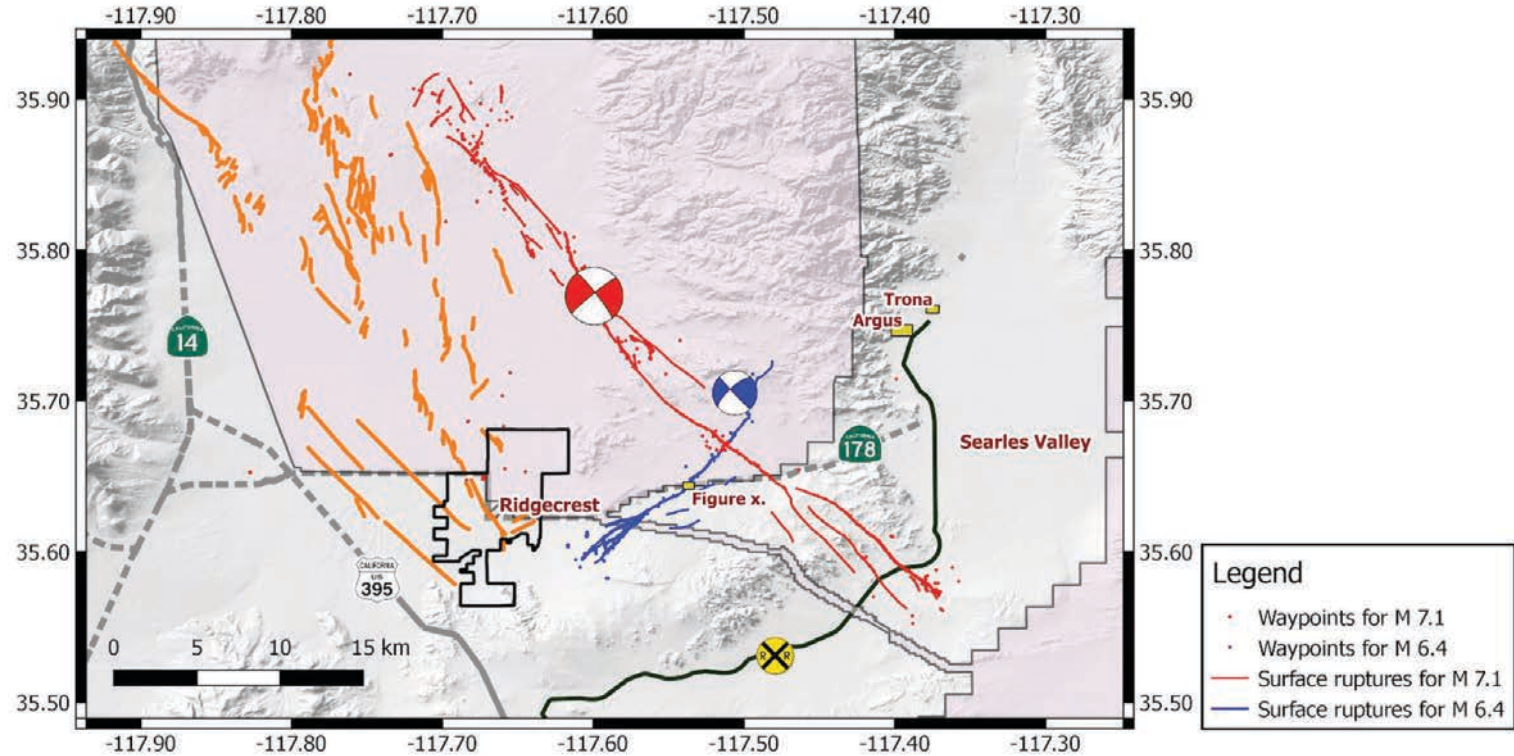 -117.90 -117.80 -117.70 -117.60 -117.50 -117.40 -117.30
35.90 35.90
35.80 35.80
Trona
Argus
CALIFORNIA
14
35.70 35.70
CALIFORNIA
178
Searles Valley
Ridgecrest
Figure x.
35.60 35.60
CALIFORNIA
US
395
0 5 10 15 km
R R
35.50 35.50
-117.90 -117.80 -117.70 -117.60 -117.50 -117.40 -117.30
Legend
Waypoints for M 7.1
Waypoints for M 6.4
Surface ruptures for M 7.1
Surface ruptures for M 6.4